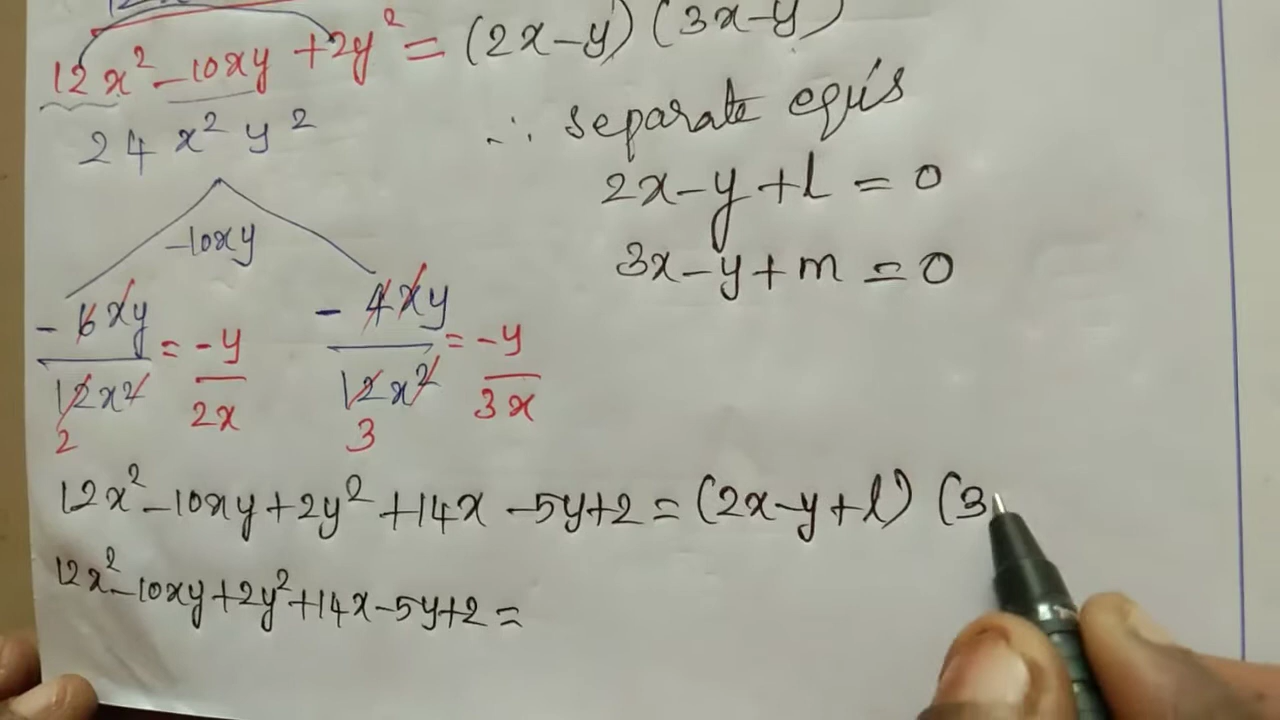 12x² - 10xy + 2y² = (2x - y) (3x - y)
24 x² y²
∴ separate eqns
2x - y + l = 0
-10xy
3x - y + m = 0
- 6xy / 12x² = -y / 2x
2
- 4xy / 12x² = -y / 3x
3
12x² - 10xy + 2y² + 14x - 5y + 2 = (2x - y + l) (3
12x² - 10xy + 2y² + 14x - 5y + 2 =